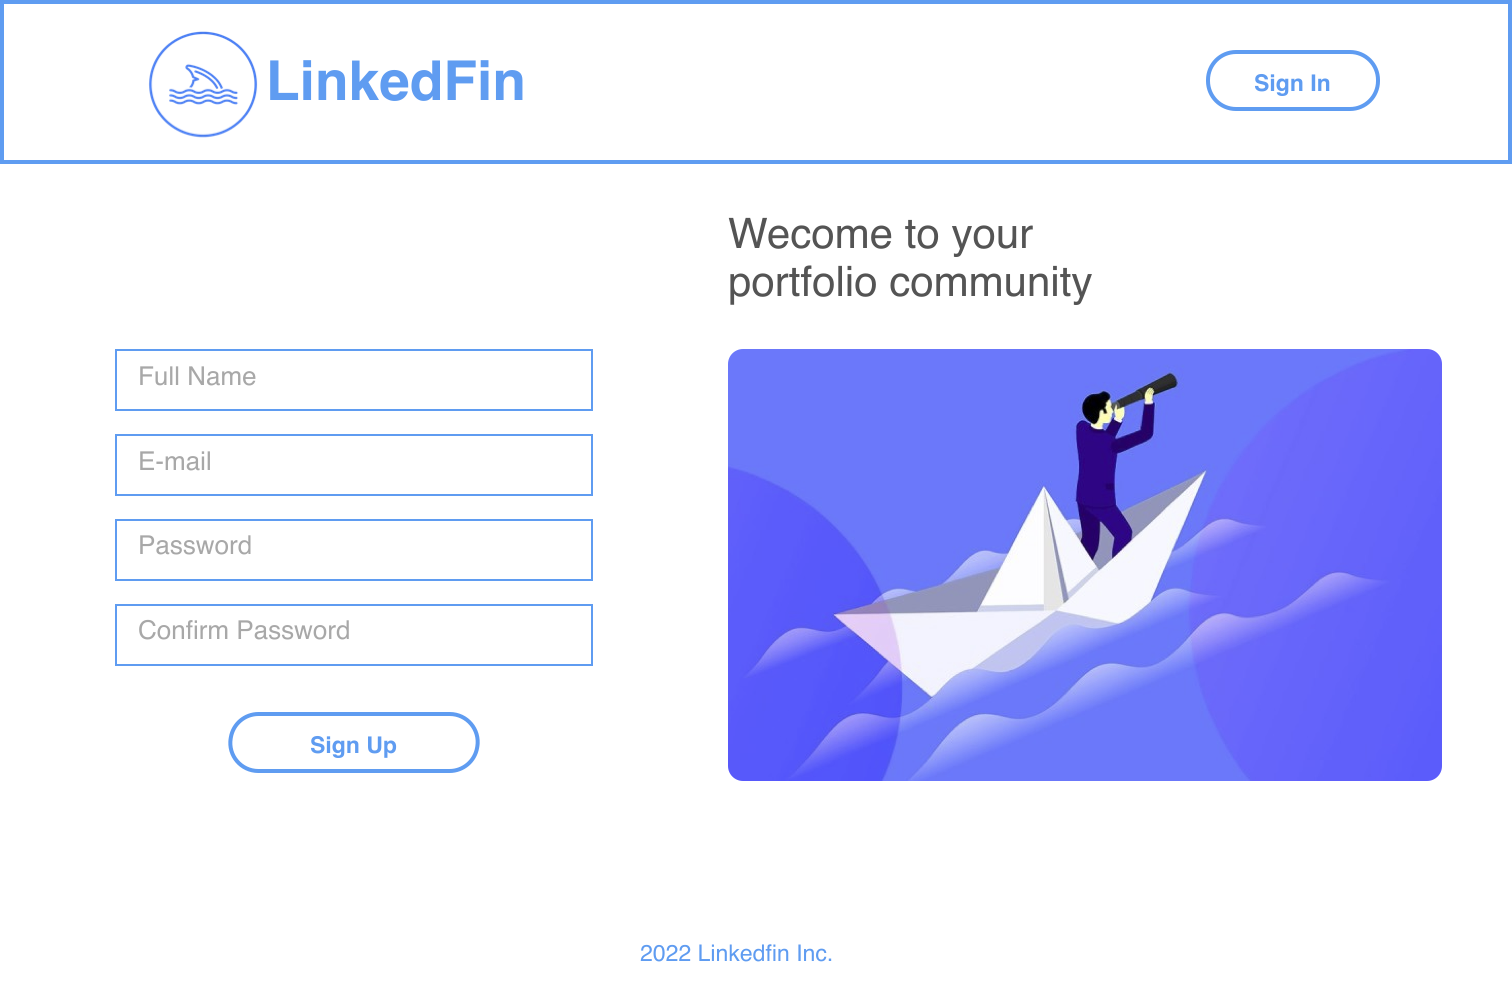 LinkedFin
Sign In
Wecome to your
portfolio community
Full Name
E-mail
Password
Confirm Password
Sign Up
2022 Linkedfin Inc.